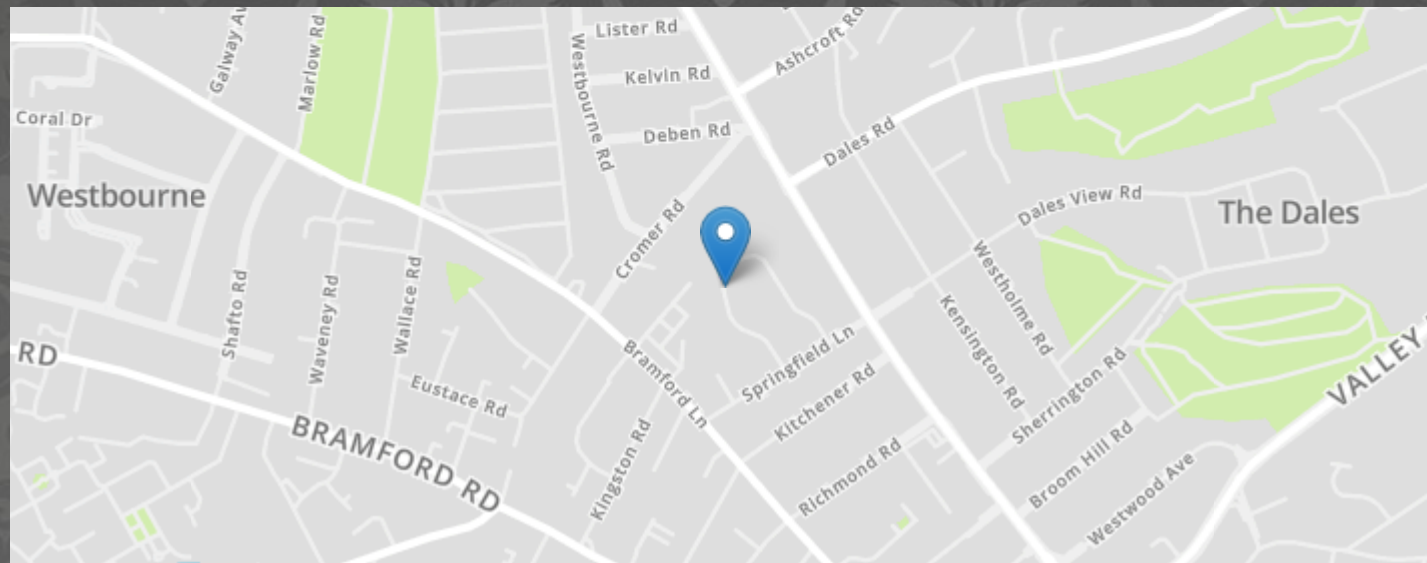 Galway Av
Marlow Rd
Westbourne Rd
Lister Rd
Kelvin Rd
Ashcroft Rd
Coral Dr
Deben Rd
Dales Rd
Westbourne
Dales View Rd
The Dales
Cromer Rd
Shafto Rd
Waveney Rd
Wallace Rd
Westholme Rd
Kensington Rd
RD
Bramford Ln
Springfield Ln
Eustace Rd
Kitchener Rd
Sherrington Rd
VALLEY
BRAMFORD RD
Kingston Rd
Richmond Rd
Broom Hill Rd
Westwood Ave